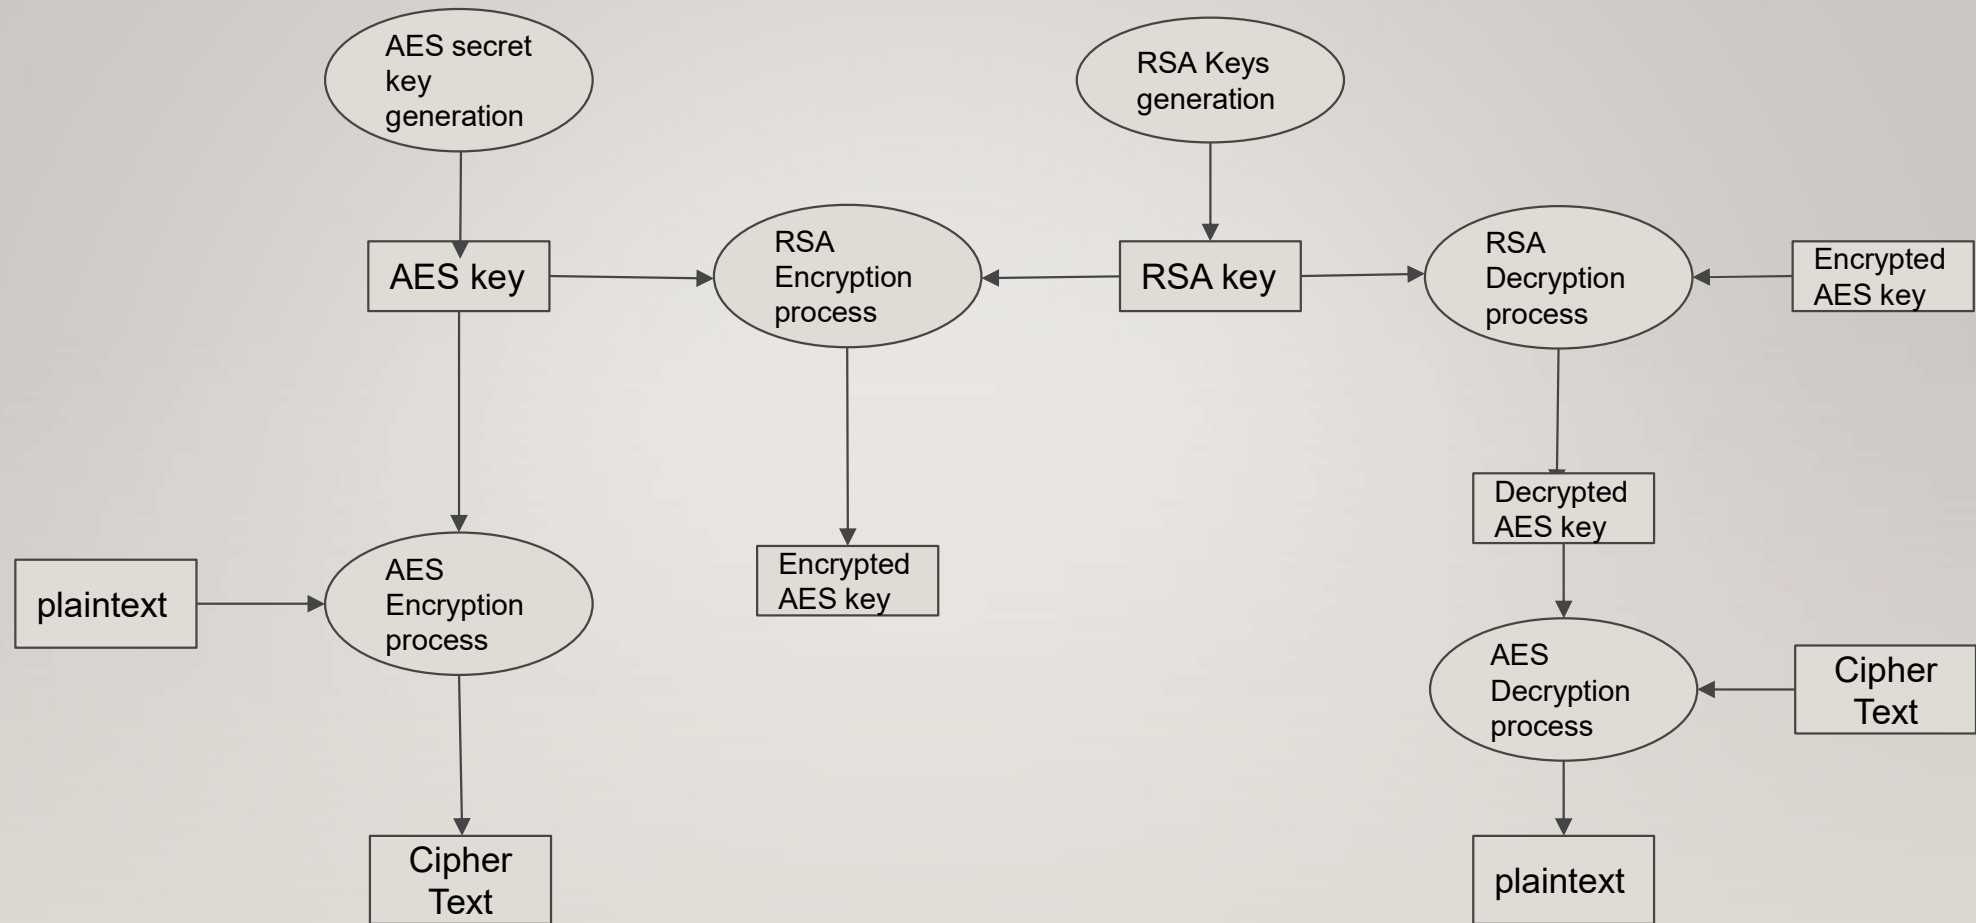 AES secret
key
generation
RSA Keys
generation
AES key
RSA
Encryption
process
RSA key
RSA
Decryption
process
Encrypted
AES key
Decrypted
AES key
plaintext
AES
Encryption
process
Encrypted
AES key
AES
Decryption
process
Cipher
Text
Cipher
Text
plaintext